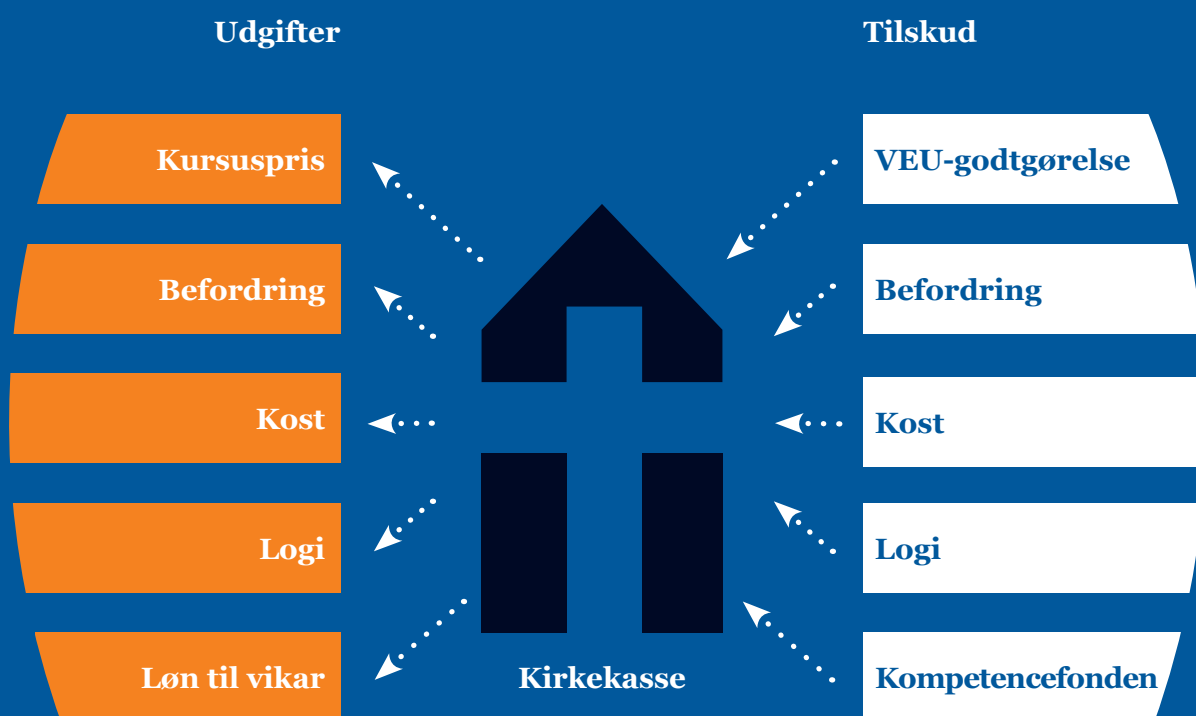 Udgifter
Tilskud
Kursuspris
VEU-godtgørelse
Befordring
Befordring
Kost
Kost
Logi
Logi
Løn til vikar
Kirkekasse
Kompetencefonden